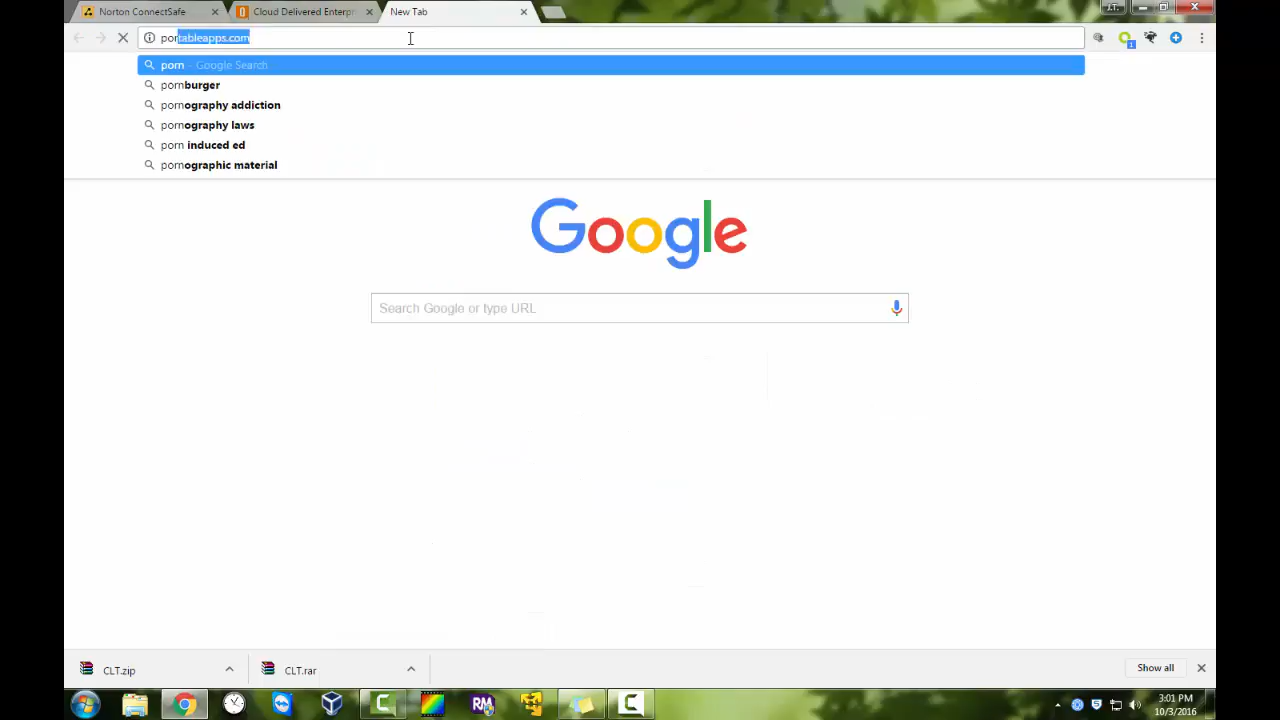 Norton ConnectSafe
Cloud Delivered Enterpr
New Tab
J.T.
portableapps.com
1
porn - Google Search
pornburger
pornography addiction
pornography laws
porn induced ed
pornographic material
Google
Search Google or type URL
CLT.zip
CLT.rar
Show all
RM
3:01 PM
10/3/2016